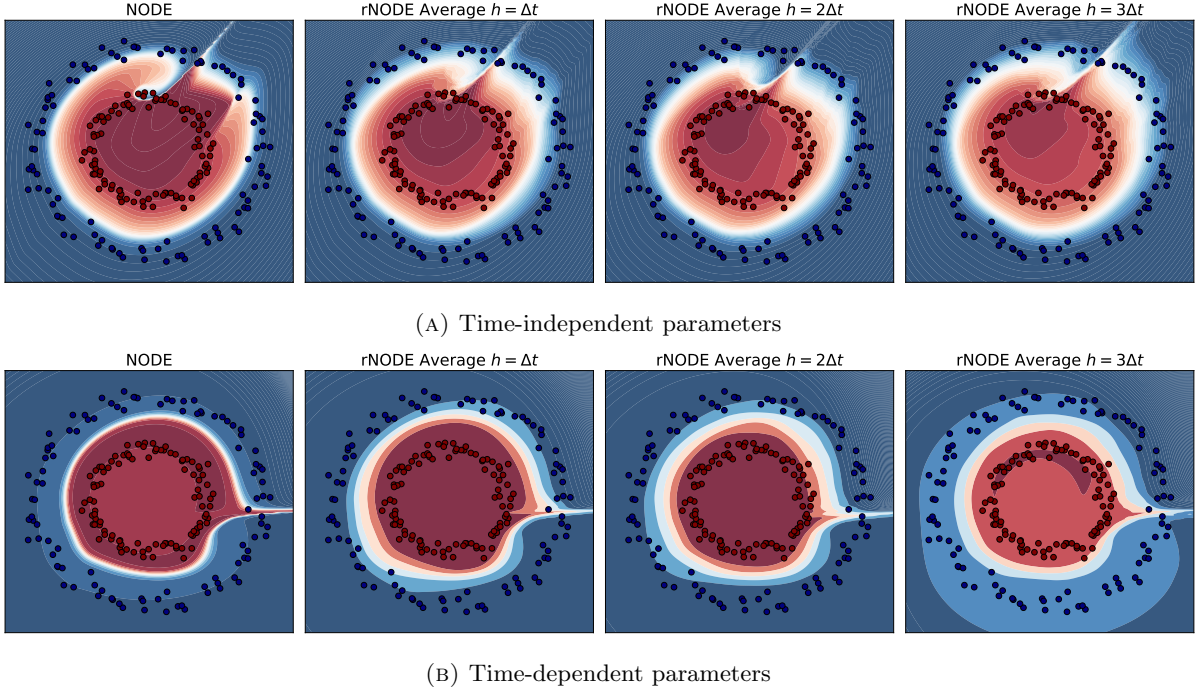 NODE
rNODE Average h = Δt
rNODE Average h = 2Δt
rNODE Average h = 3Δt
(A) Time-independent parameters
NODE
rNODE Average h = Δt
rNODE Average h = 2Δt
rNODE Average h = 3Δt
(B) Time-dependent parameters